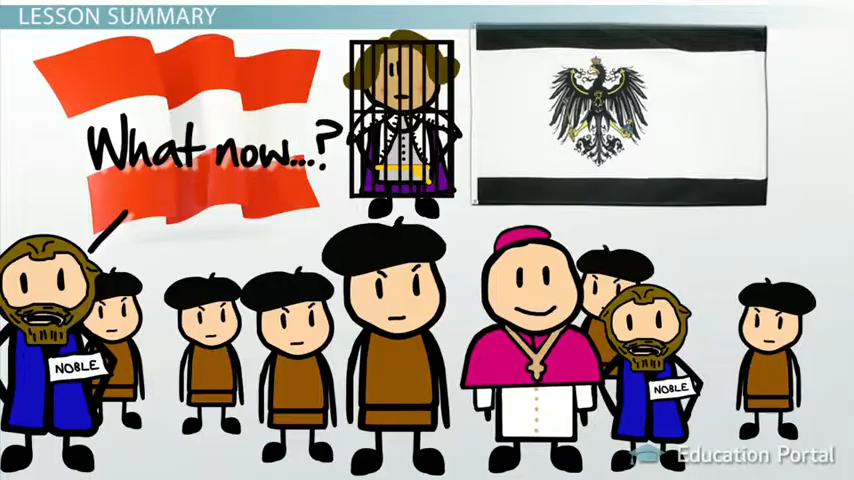 LESSON SUMMARY
What now...?
NOBLE
NOBLE
Education Portal